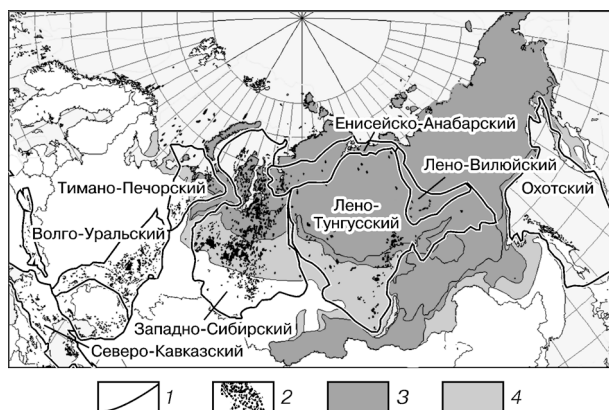 Енисейско-Анабарский
Лено-Вилюйский
Тимано-Печорский
Охотский
Лено-
Тунгусский
Волго-Уральский
Западно-Сибирский
Северо-Кавказский
1 2 3 4